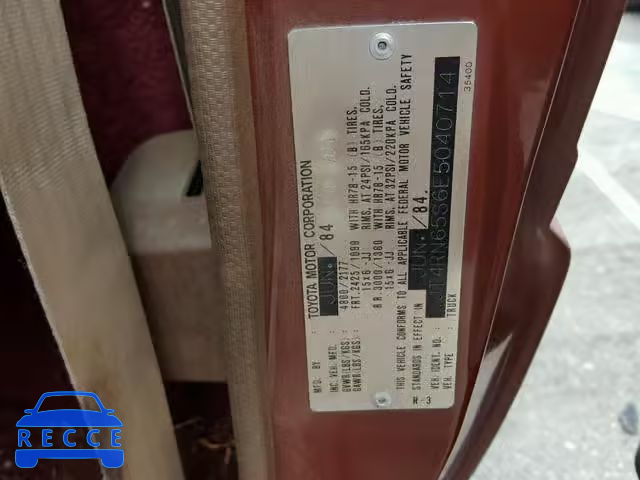 MFD. BY : TOYOTA MOTOR CORPORATION
INC. VEH. MFD. : JUN. / 84
GVWR(LBS/KGS): 4800/2177
GAWR(LBS/KGS): FRT. 2425/1000 WITH HR78-15 (B) TIRES.
15X6-JJ RIMS. AT 24PSI/165KPA COLD.
RR. 3000/1360 WITH HR78-15 (B) TIRES.
15X6-JJ RIMS. AT 32PSI/220KPA COLD.
THIS VEHICLE CONFORMS TO ALL APPLICABLE FEDERAL MOTOR VEHICLE SAFETY
STANDARDS IN EFFECT IN JUN. / 84.
VEH. IDENT. NO. :
VEH. TYPE : TRUCK
35400
RECCE